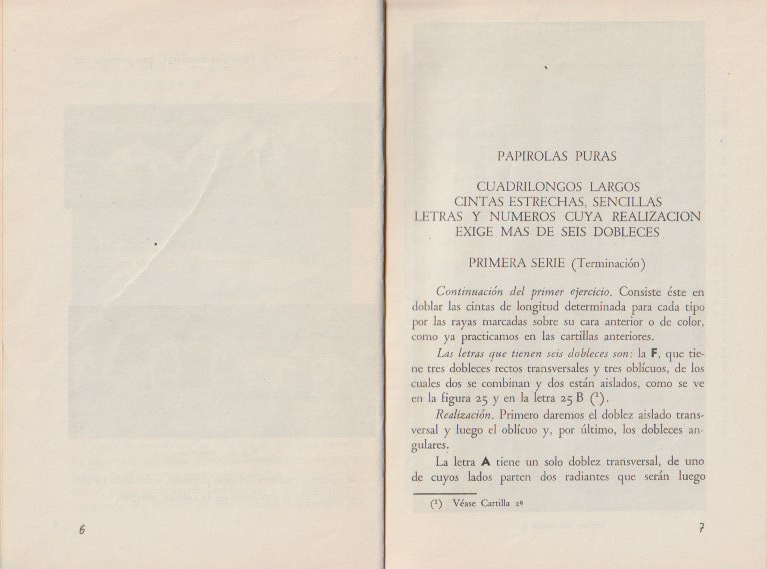 6
PAPIROLAS PURAS
CUADRILONGOS LARGOS
CINTAS ESTRECHAS, SENCILLAS
LETRAS Y NUMEROS CUYA REALIZACION
EXIGE MAS DE SEIS DOBLECES
PRIMERA SERIE (Terminación)
Continuación del primer ejercicio. Consiste éste en
doblar las cintas de longitud determinada para cada tipo
por las rayas marcadas sobre su cara anterior o de color,
como ya practicamos en las cartillas anteriores.
Las letras que tienen seis dobleces son: la F, que tie-
ne tres dobleces rectos transversales y tres oblícuos, de los
cuales dos se combinan y dos están aislados, como se ve
en la figura 25 y en la letra 25 B (¹).
Realización. Primero daremos el doblez aislado trans-
versal y luego el oblícuo y, por último, los dobleces an-
gulares.
La letra A tiene un solo doblez transversal, de uno
de cuyos lados parten dos radiantes que serán luego
(¹) Véase Cartilla 29
7